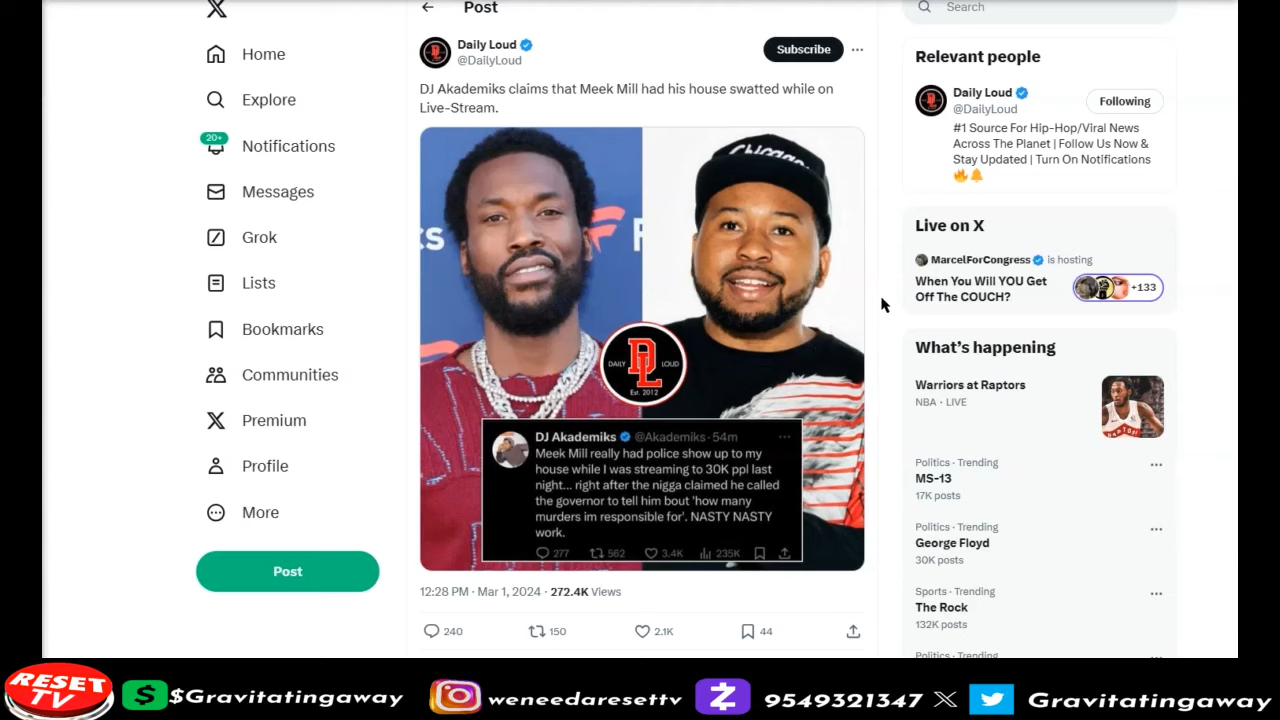 Home
Explore
20+
Notifications
Messages
Grok
Lists
Bookmarks
Communities
Premium
Profile
More
Post
Post
Daily Loud
@DailyLoud
Subscribe
DJ Akademiks claims that Meek Mill had his house swatted while on
Live-Stream.
Chicago
DAILY DL LOUD
Est. 2012
DJ Akademiks @Akademiks · 54m
Meek Mill really had police show up to my
house while I was streaming to 30K ppl last
night... right after the nigga claimed he called
the governor to tell him bout 'how many
murders im responsible for'. NASTY NASTY
work.
277 562 3.4K 235K
12:28 PM · Mar 1, 2024 · 272.4K Views
240 150 2.1K 44
Search
Relevant people
Daily Loud
@DailyLoud
Following
#1 Source For Hip-Hop/Viral News
Across The Planet | Follow Us Now &
Stay Updated | Turn On Notifications
Live on X
MarcelForCongress is hosting
When You Will YOU Get
Off The COUCH?
+133
What's happening
Warriors at Raptors
NBA · LIVE
Politics · Trending
MS-13
17K posts
Politics · Trending
George Floyd
30K posts
Sports · Trending
The Rock
132K posts
RESET
TV
$ $Gravitatingaway weneedaresettv 9549321347 X Gravitatingaway